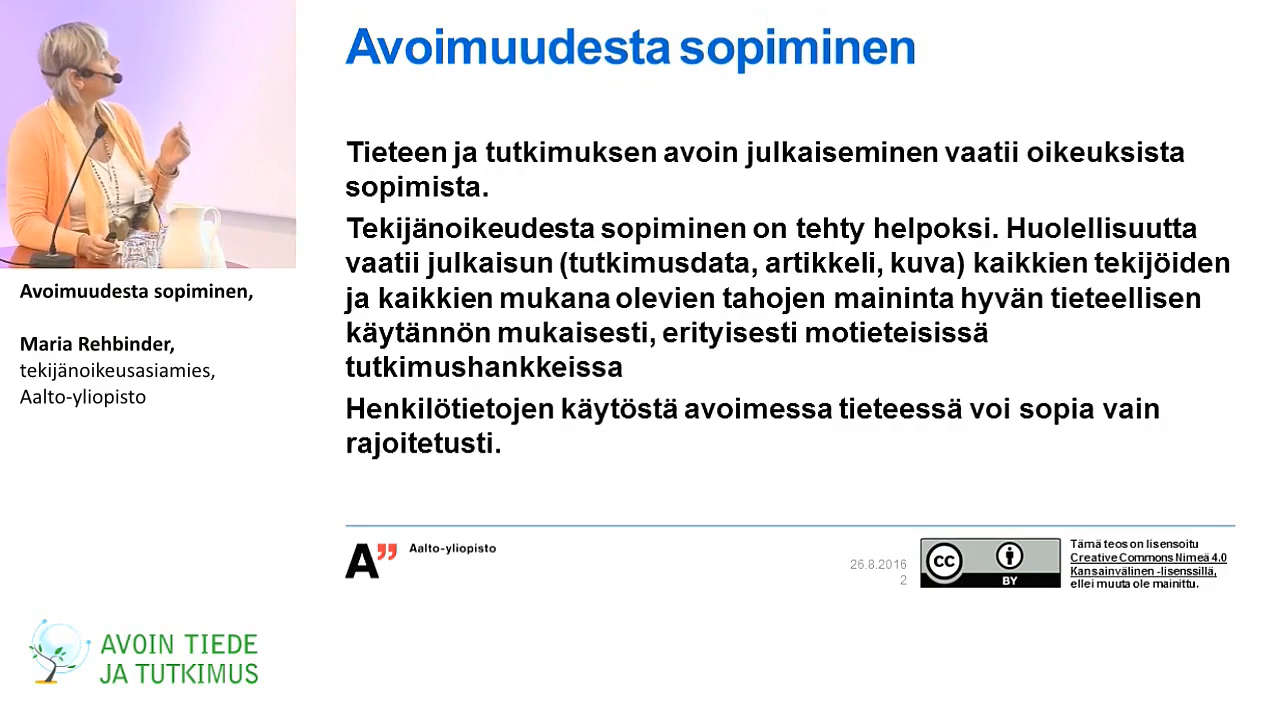 Avoimuudesta sopiminen
Tieteen ja tutkimuksen avoin julkaiseminen vaatii oikeuksista
sopimista.
Tekijänoikeudesta sopiminen on tehty helpoksi. Huolellisuutta
vaatii julkaisun (tutkimusdata, artikkeli, kuva) kaikkien tekijöiden
ja kaikkien mukana olevien tahojen maininta hyvän tieteellisen
käytännön mukaisesti, erityisesti motieteisissä
tutkimushankkeissa
Henkilötietojen käytöstä avoimessa tieteessä voi sopia vain
rajoitetusti.
Avoimuudesta sopiminen,
Maria Rehbinder,
tekijänoikeusasiamies,
Aalto-yliopisto
A”
Aalto-yliopisto
26.8.2016
2
cc
BY
Tämä teos on lisensoitu
Creative Commons Nimeä 4.0
Kansainvälinen -lisenssillä,
ellei muuta ole mainittu.
AVOIN TIEDE
JA TUTKIMUS